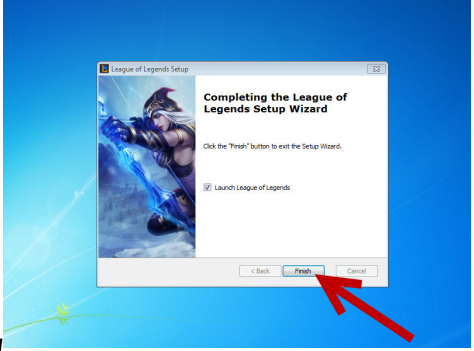 League of Legends Setup
Completing the League of
Legends Setup Wizard
Click the "Finish" button to exit the Setup Wizard.
Launch League of Legends
< Back
Finish
Cancel